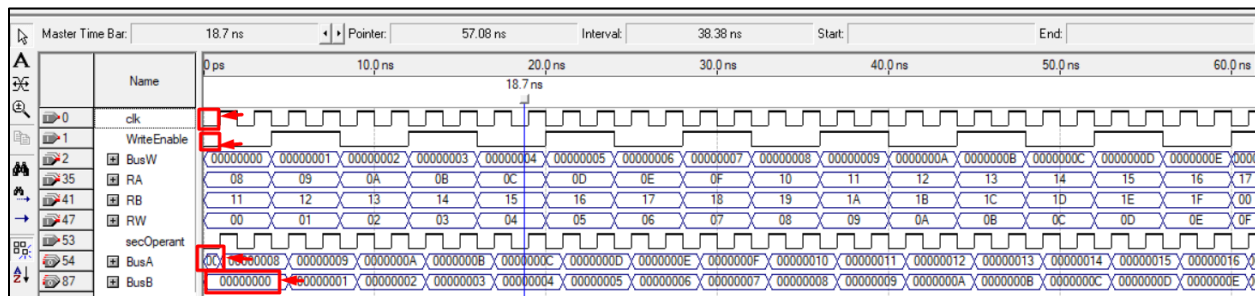 Master Time Bar: 18.7 ns Pointer: 57.08 ns Interval: 38.38 ns Start: End:
Name 0 ps 10.0 ns 20.0 ns 30.0 ns 40.0 ns 50.0 ns 60.0 ns
18.7 ns
0 clk
1 WriteEnable
2 BusW 00000000 00000001 00000002 00000003 00000004 00000005 00000006 00000007 00000008 00000009 0000000A 0000000B 0000000C 0000000D 0000000E
35 RA 08 09 0A 0B 0C 0D 0E 0F 10 11 12 13 14 15 16 17
41 RB 11 12 13 14 15 16 17 18 19 1A 1B 1C 1D 1E 1F 00
47 RW 00 01 02 03 04 05 06 07 08 09 0A 0B 0C 0D 0E 0F
53 secOperant
54 BusA 00000008 00000009 0000000A 0000000B 0000000C 0000000D 0000000E 0000000F 00000010 00000011 00000012 00000013 00000014 00000015 00000016
87 BusB 00000000 00000001 00000002 00000003 00000004 00000005 00000006 00000007 00000008 00000009 0000000A 0000000B 0000000C 0000000D 0000000E